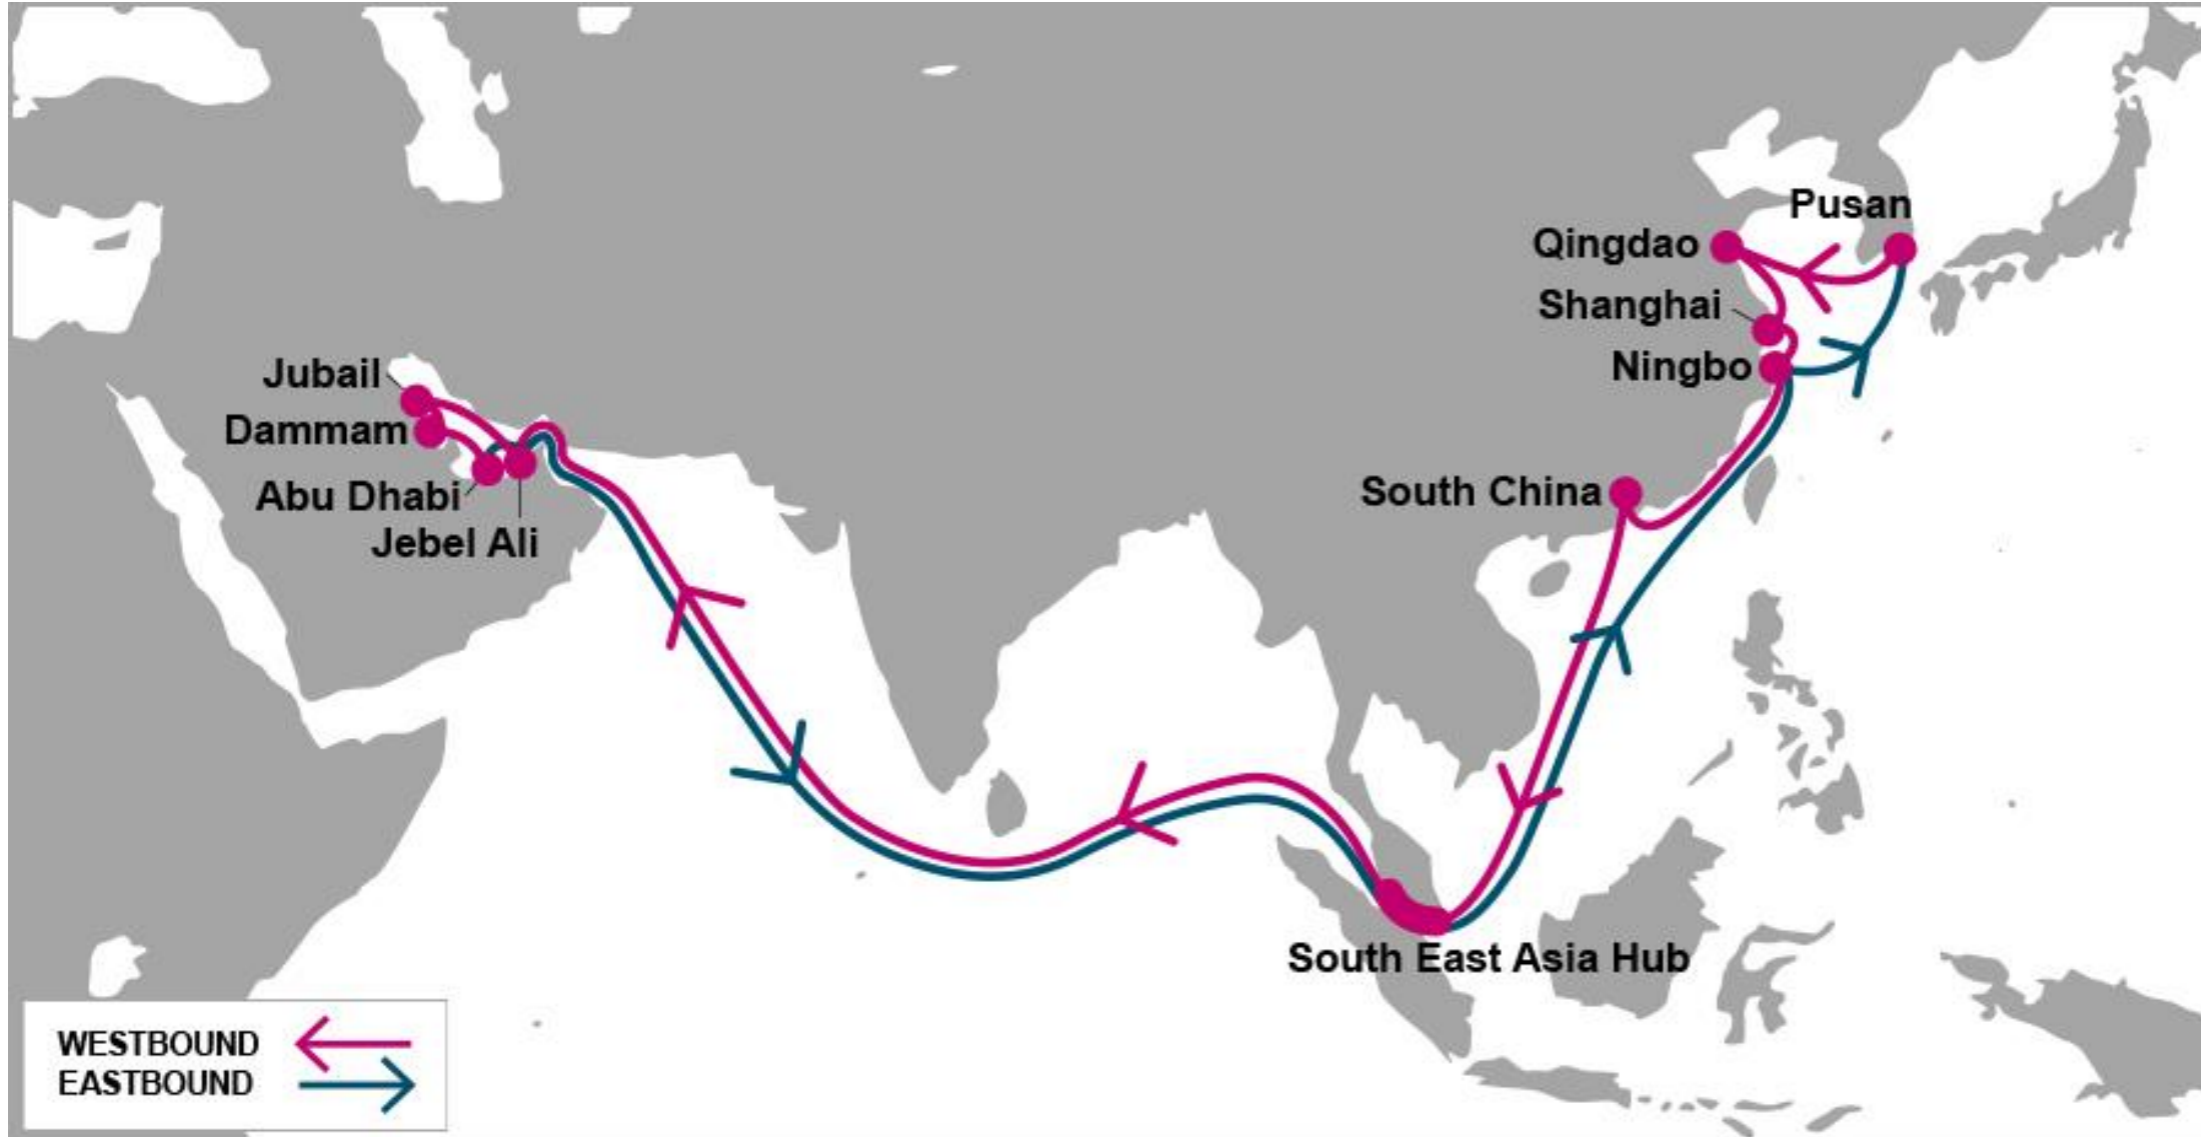 Pusan
Qingdao
Shanghai
Ningbo
Jubail
Dammam
Abu Dhabi
Jebel Ali
South China
South East Asia Hub
WESTBOUND
EASTBOUND